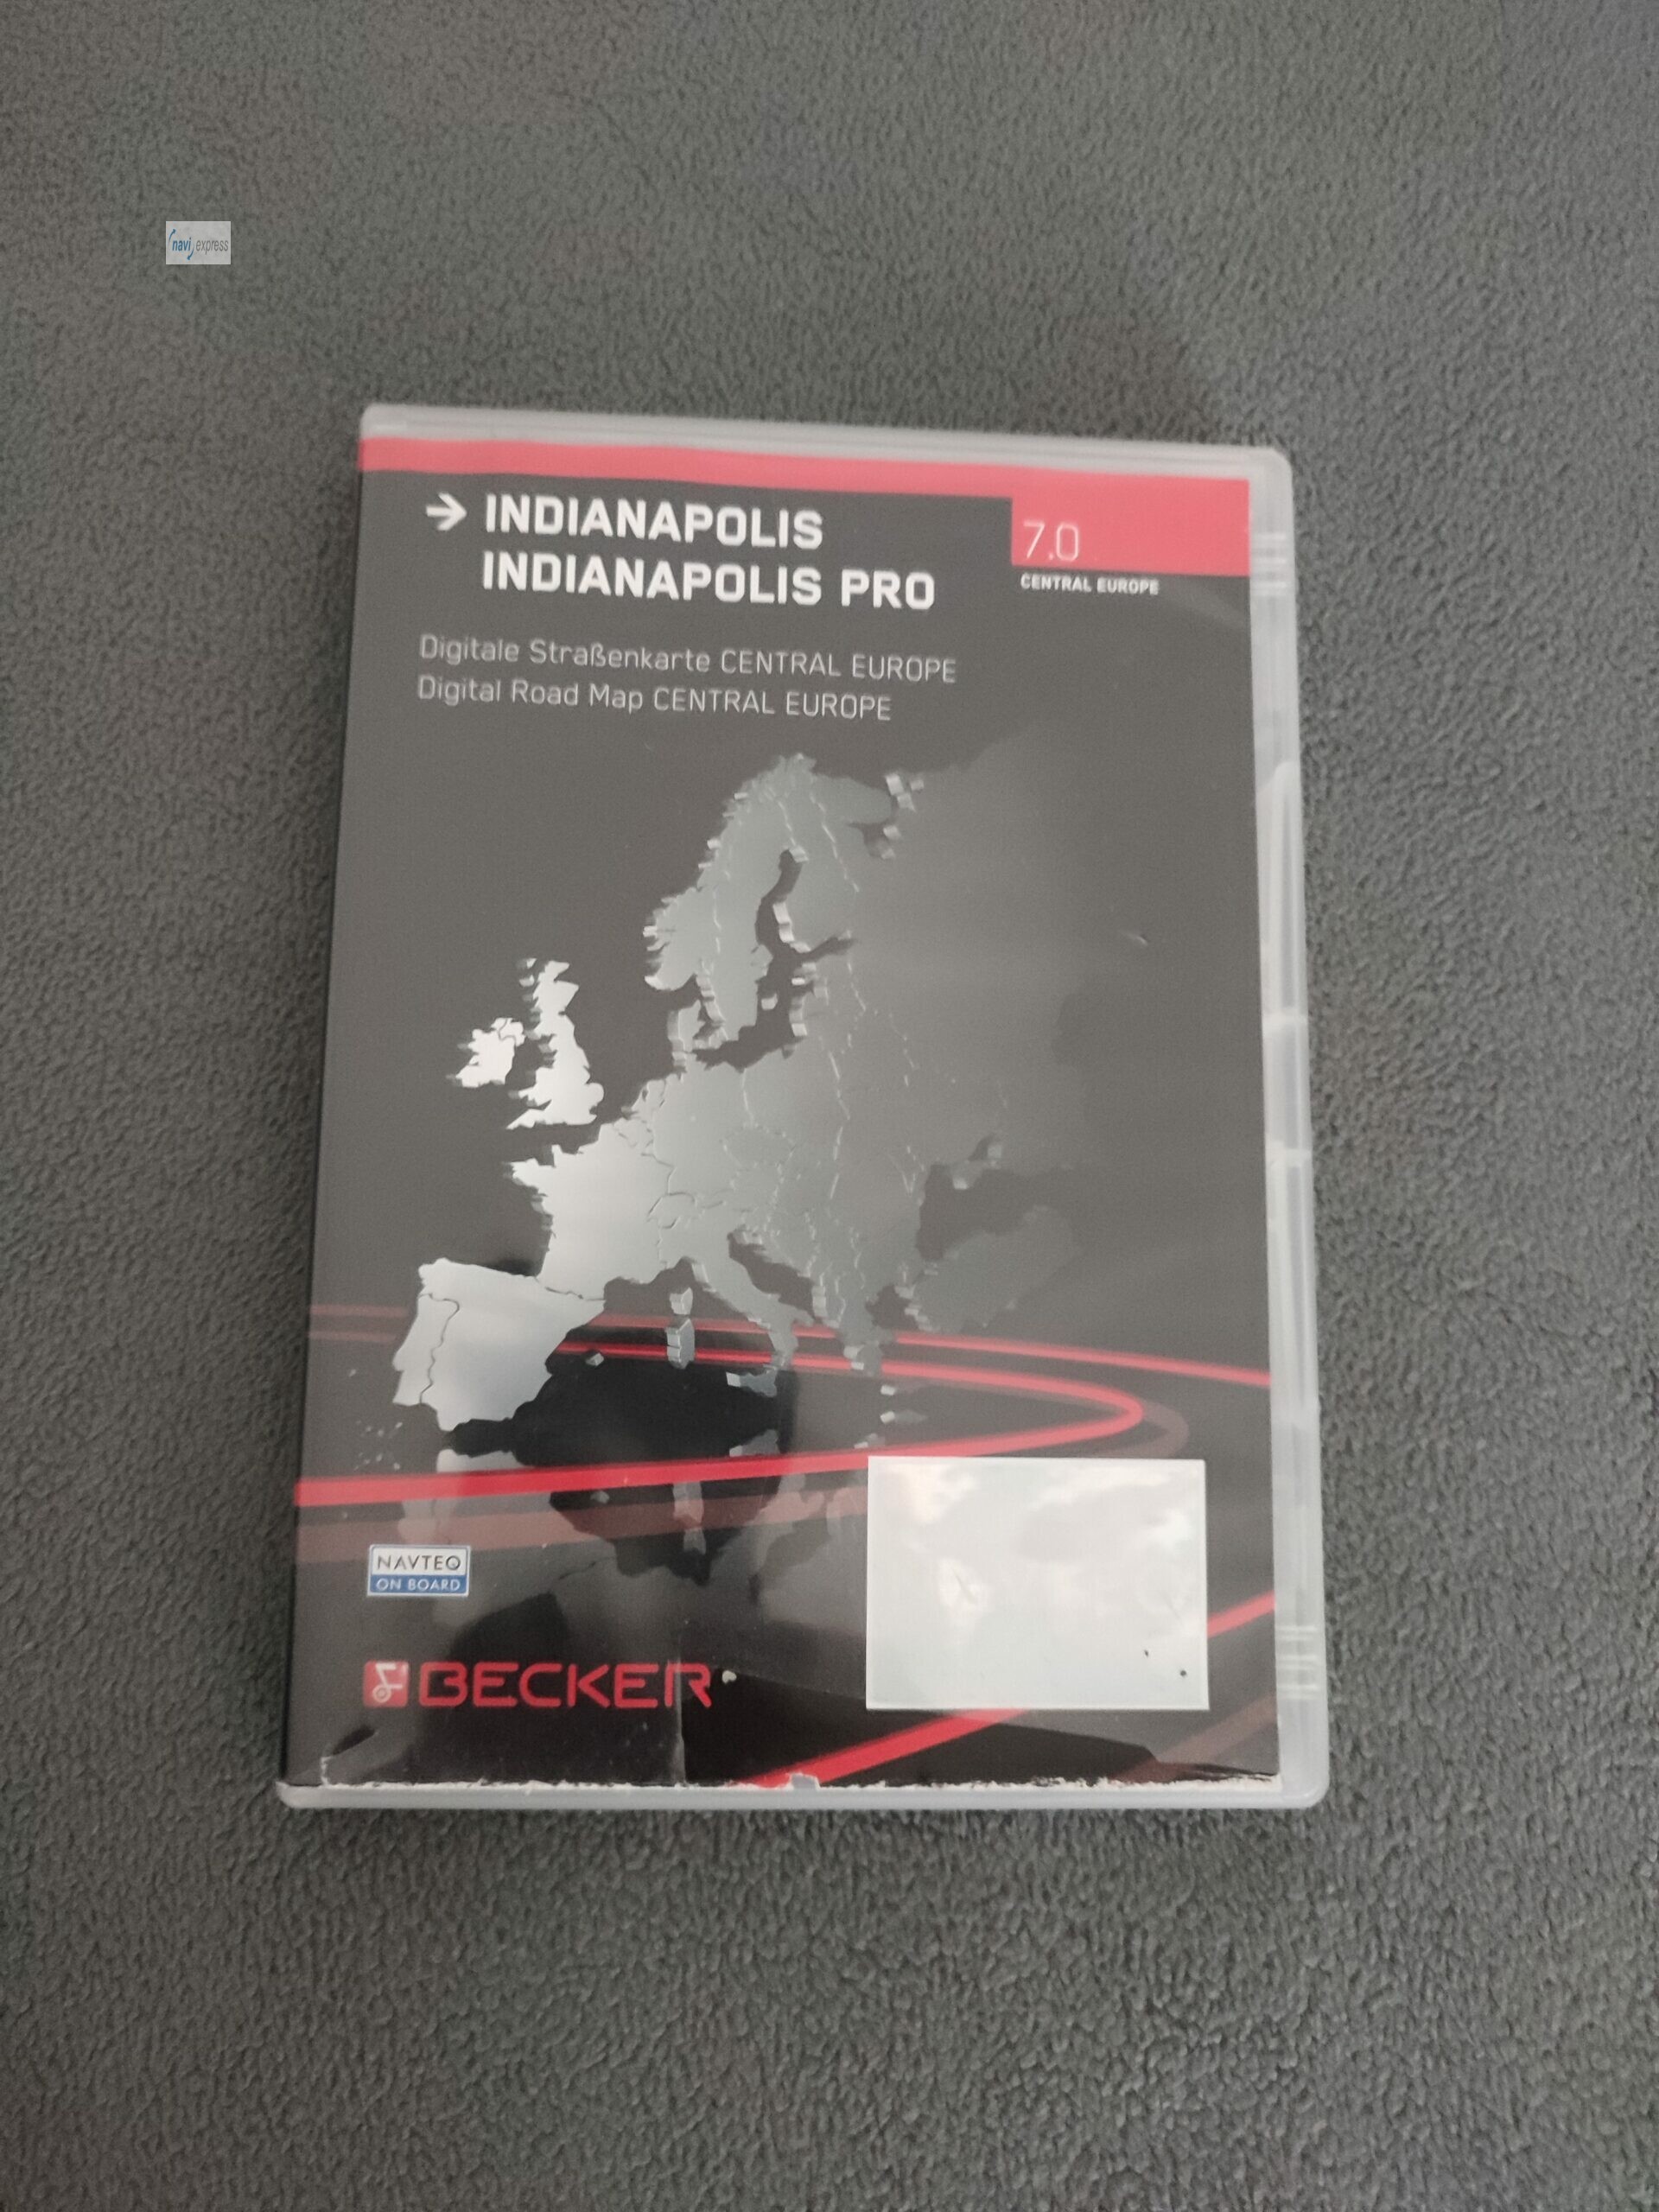 navi express
→ INDIANAPOLIS
INDIANAPOLIS PRO
7.0
CENTRAL EUROPE
Digitale Straßenkarte CENTRAL EUROPE
Digital Road Map CENTRAL EUROPE
NAVTEQ
ON BOARD
BECKER